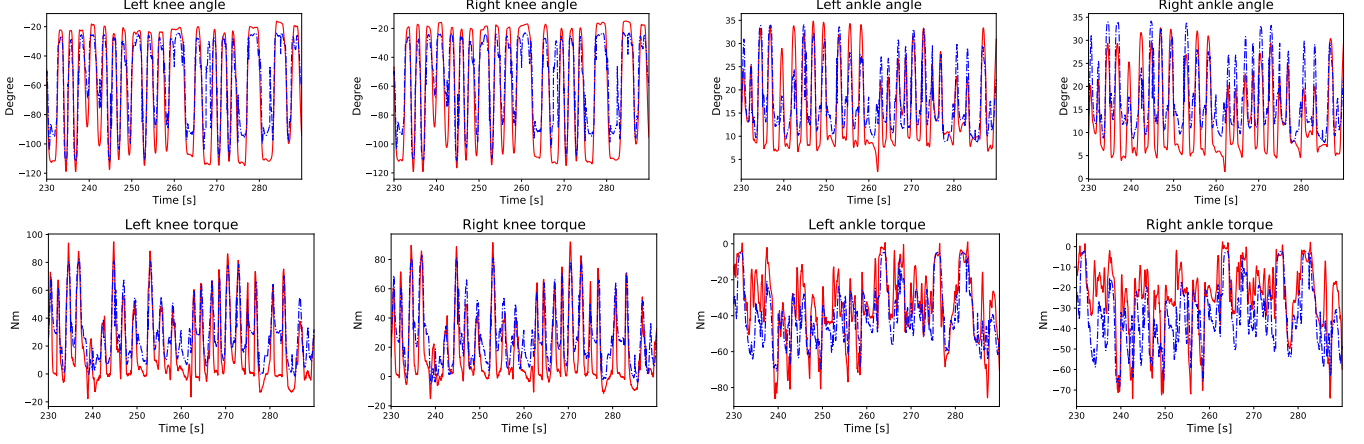 Left knee angle
Degree
−20
−40
−60
−80
−100
−120
230 240 250 260 270 280
Time [s]
Right knee angle
Degree
−20
−40
−60
−80
−100
−120
230 240 250 260 270 280
Time [s]
Left ankle angle
Degree
35
30
25
20
15
10
5
230 240 250 260 270 280
Time [s]
Right ankle angle
Degree
35
30
25
20
15
10
5
0
230 240 250 260 270 280
Time [s]
Left knee torque
Nm
100
80
60
40
20
0
−20
230 240 250 260 270 280
Time [s]
Right knee torque
Nm
80
60
40
20
0
−20
230 240 250 260 270 280
Time [s]
Left ankle torque
Nm
0
−20
−40
−60
−80
230 240 250 260 270 280
Time [s]
Right ankle torque
Nm
0
−10
−20
−30
−40
−50
−60
−70
230 240 250 260 270 280
Time [s]